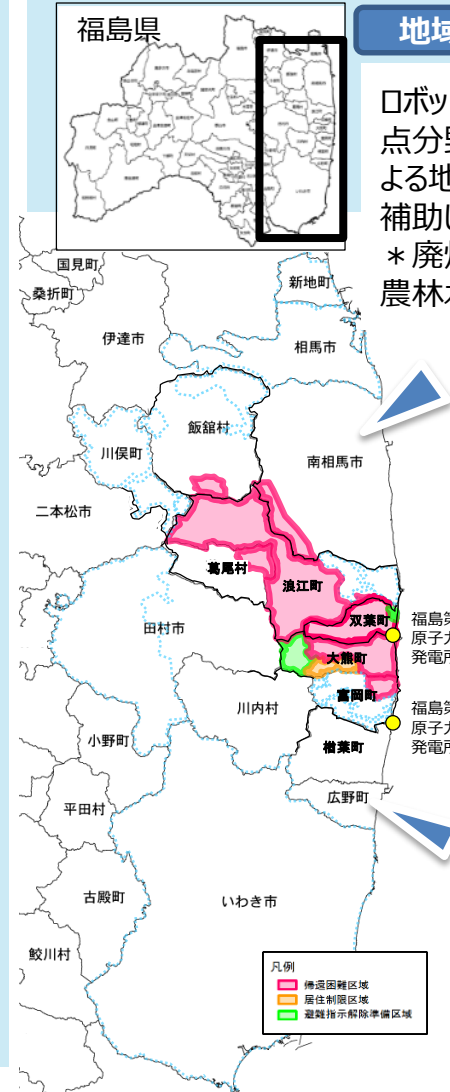 福島県
地域
ロボッ
点分野
よる地
補助し
＊廃炉
農林水
国見町
桑折町
新地町
伊達市
相馬市
飯舘村
川俣町
南相馬市
二本松市
葛尾村
浪江町
双葉町
福島第
原子力
発電所
田村市
大熊町
川内村
富岡町
福島第
原子力
発電所
小野町
楢葉町
広野町
平田村
古殿町
いわき市
鮫川村
凡例
帰還困難区域
居住制限区域
避難指示解除準備区域